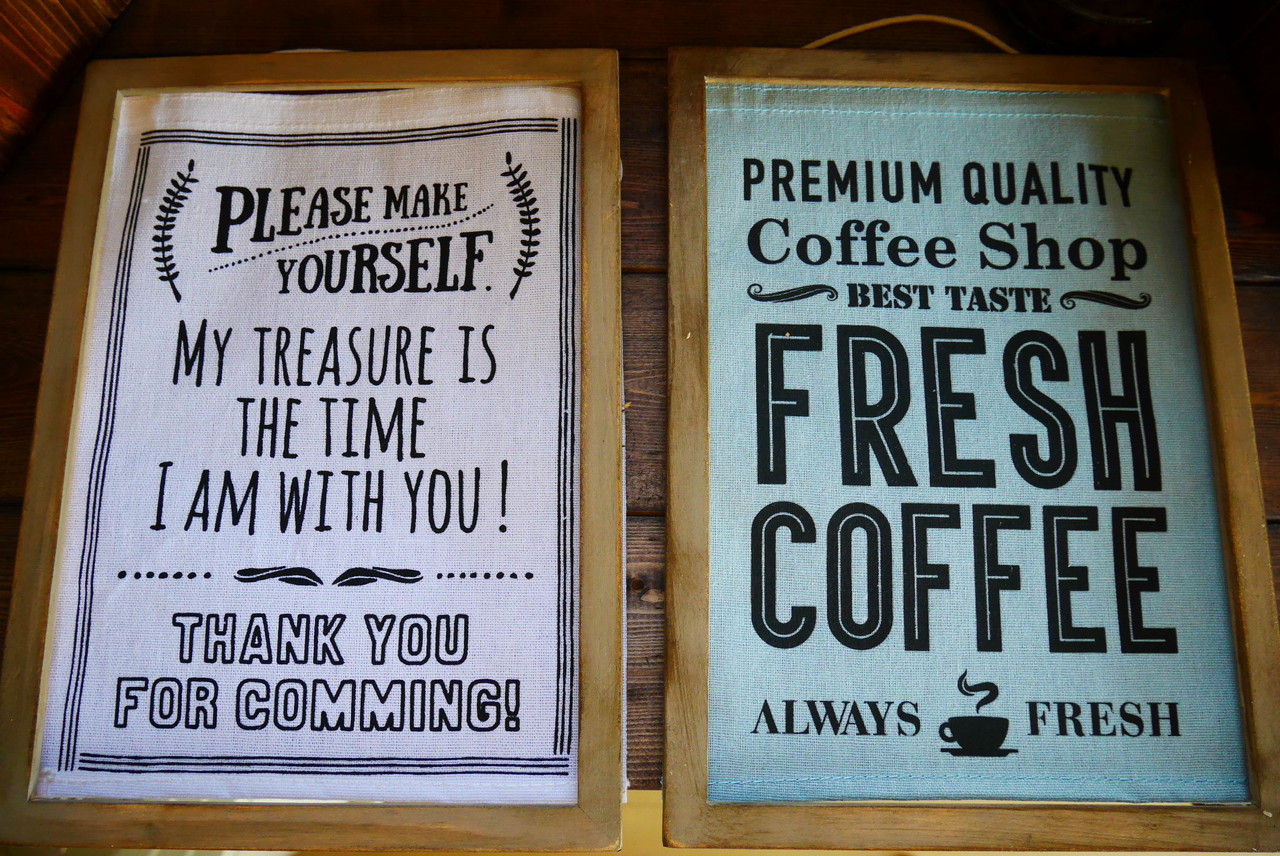 PLEASE MAKE
YOURSELF.
MY TREASURE IS
THE TIME
I AM WITH YOU!
THANK YOU
FOR COMMING!
PREMIUM QUALITY
Coffee Shop
BEST TASTE
FRESH
COFFEE
ALWAYS FRESH